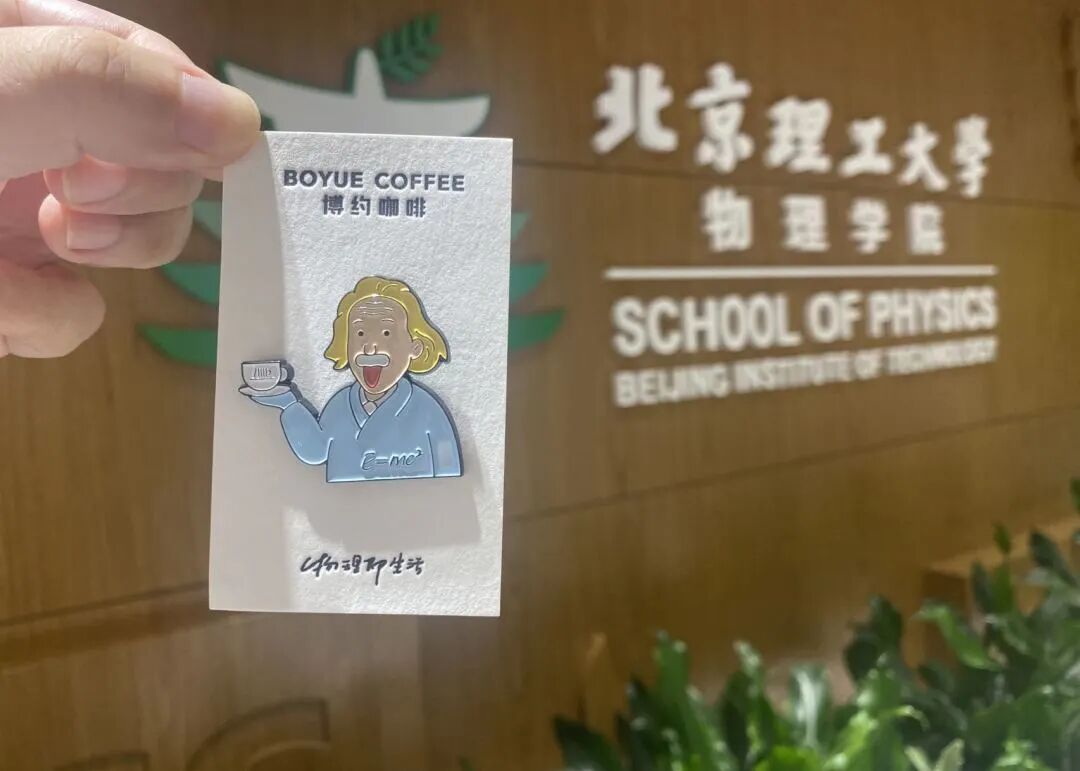 BOYUE COFFEE
博约咖啡
E=mc²
物理即生活
北京理工大學
物理学院
SCHOOL OF PHYSICS
BEIJING INSTITUTE OF TECHNOLOGY